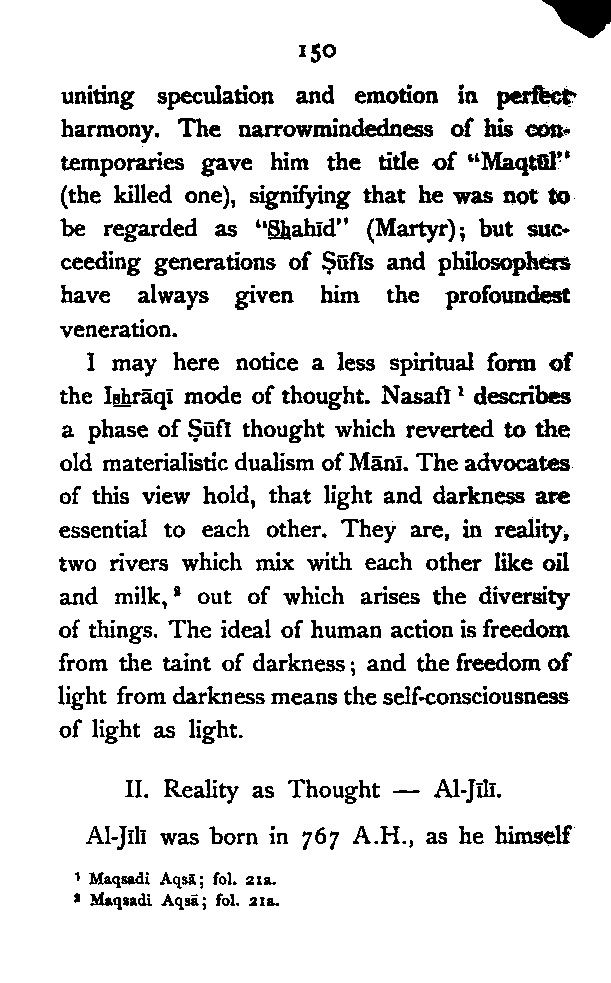 150
uniting speculation and emotion in perfect
harmony. The narrowmindedness of his con-
temporaries gave him the title of "Maqtūl"
(the killed one), signifying that he was not to
be regarded as "S̲h̲ahīd" (Martyr); but suc-
ceeding generations of Ṣūfīs and philosophers
have always given him the profoundest
veneration.
I may here notice a less spiritual form of
the Is̲h̲rāqī mode of thought. Nasafī ¹ describes
a phase of Ṣūfī thought which reverted to the
old materialistic dualism of Mānī. The advocates
of this view hold, that light and darkness are
essential to each other. They are, in reality,
two rivers which mix with each other like oil
and milk, ² out of which arises the diversity
of things. The ideal of human action is freedom
from the taint of darkness; and the freedom of
light from darkness means the self-consciousness
of light as light.
II. Reality as Thought — Al-Jīlī.
Al-Jīlī was born in 767 A.H., as he himself
¹ Maqsadi Aqsā; fol. 21a.
² Maqsadi Aqsā; fol. 21a.